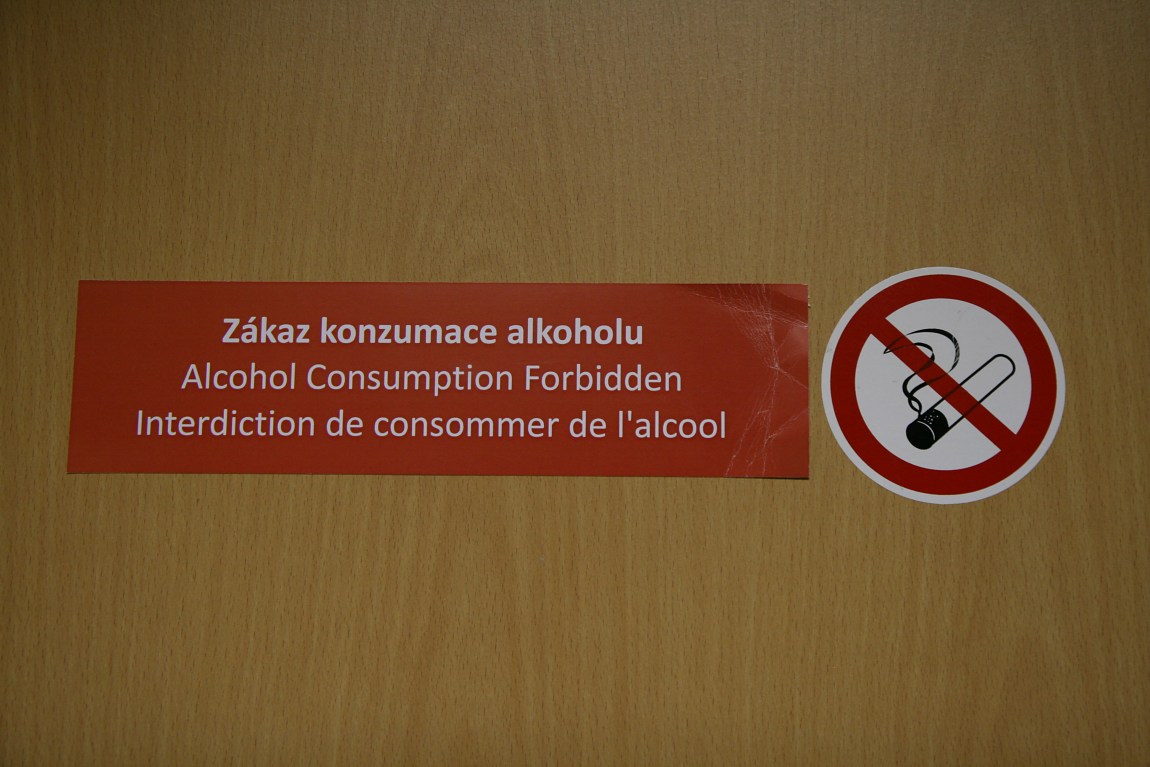 Zákaz konzumace alkoholu
Alcohol Consumption Forbidden
Interdiction de consommer de l'alcool